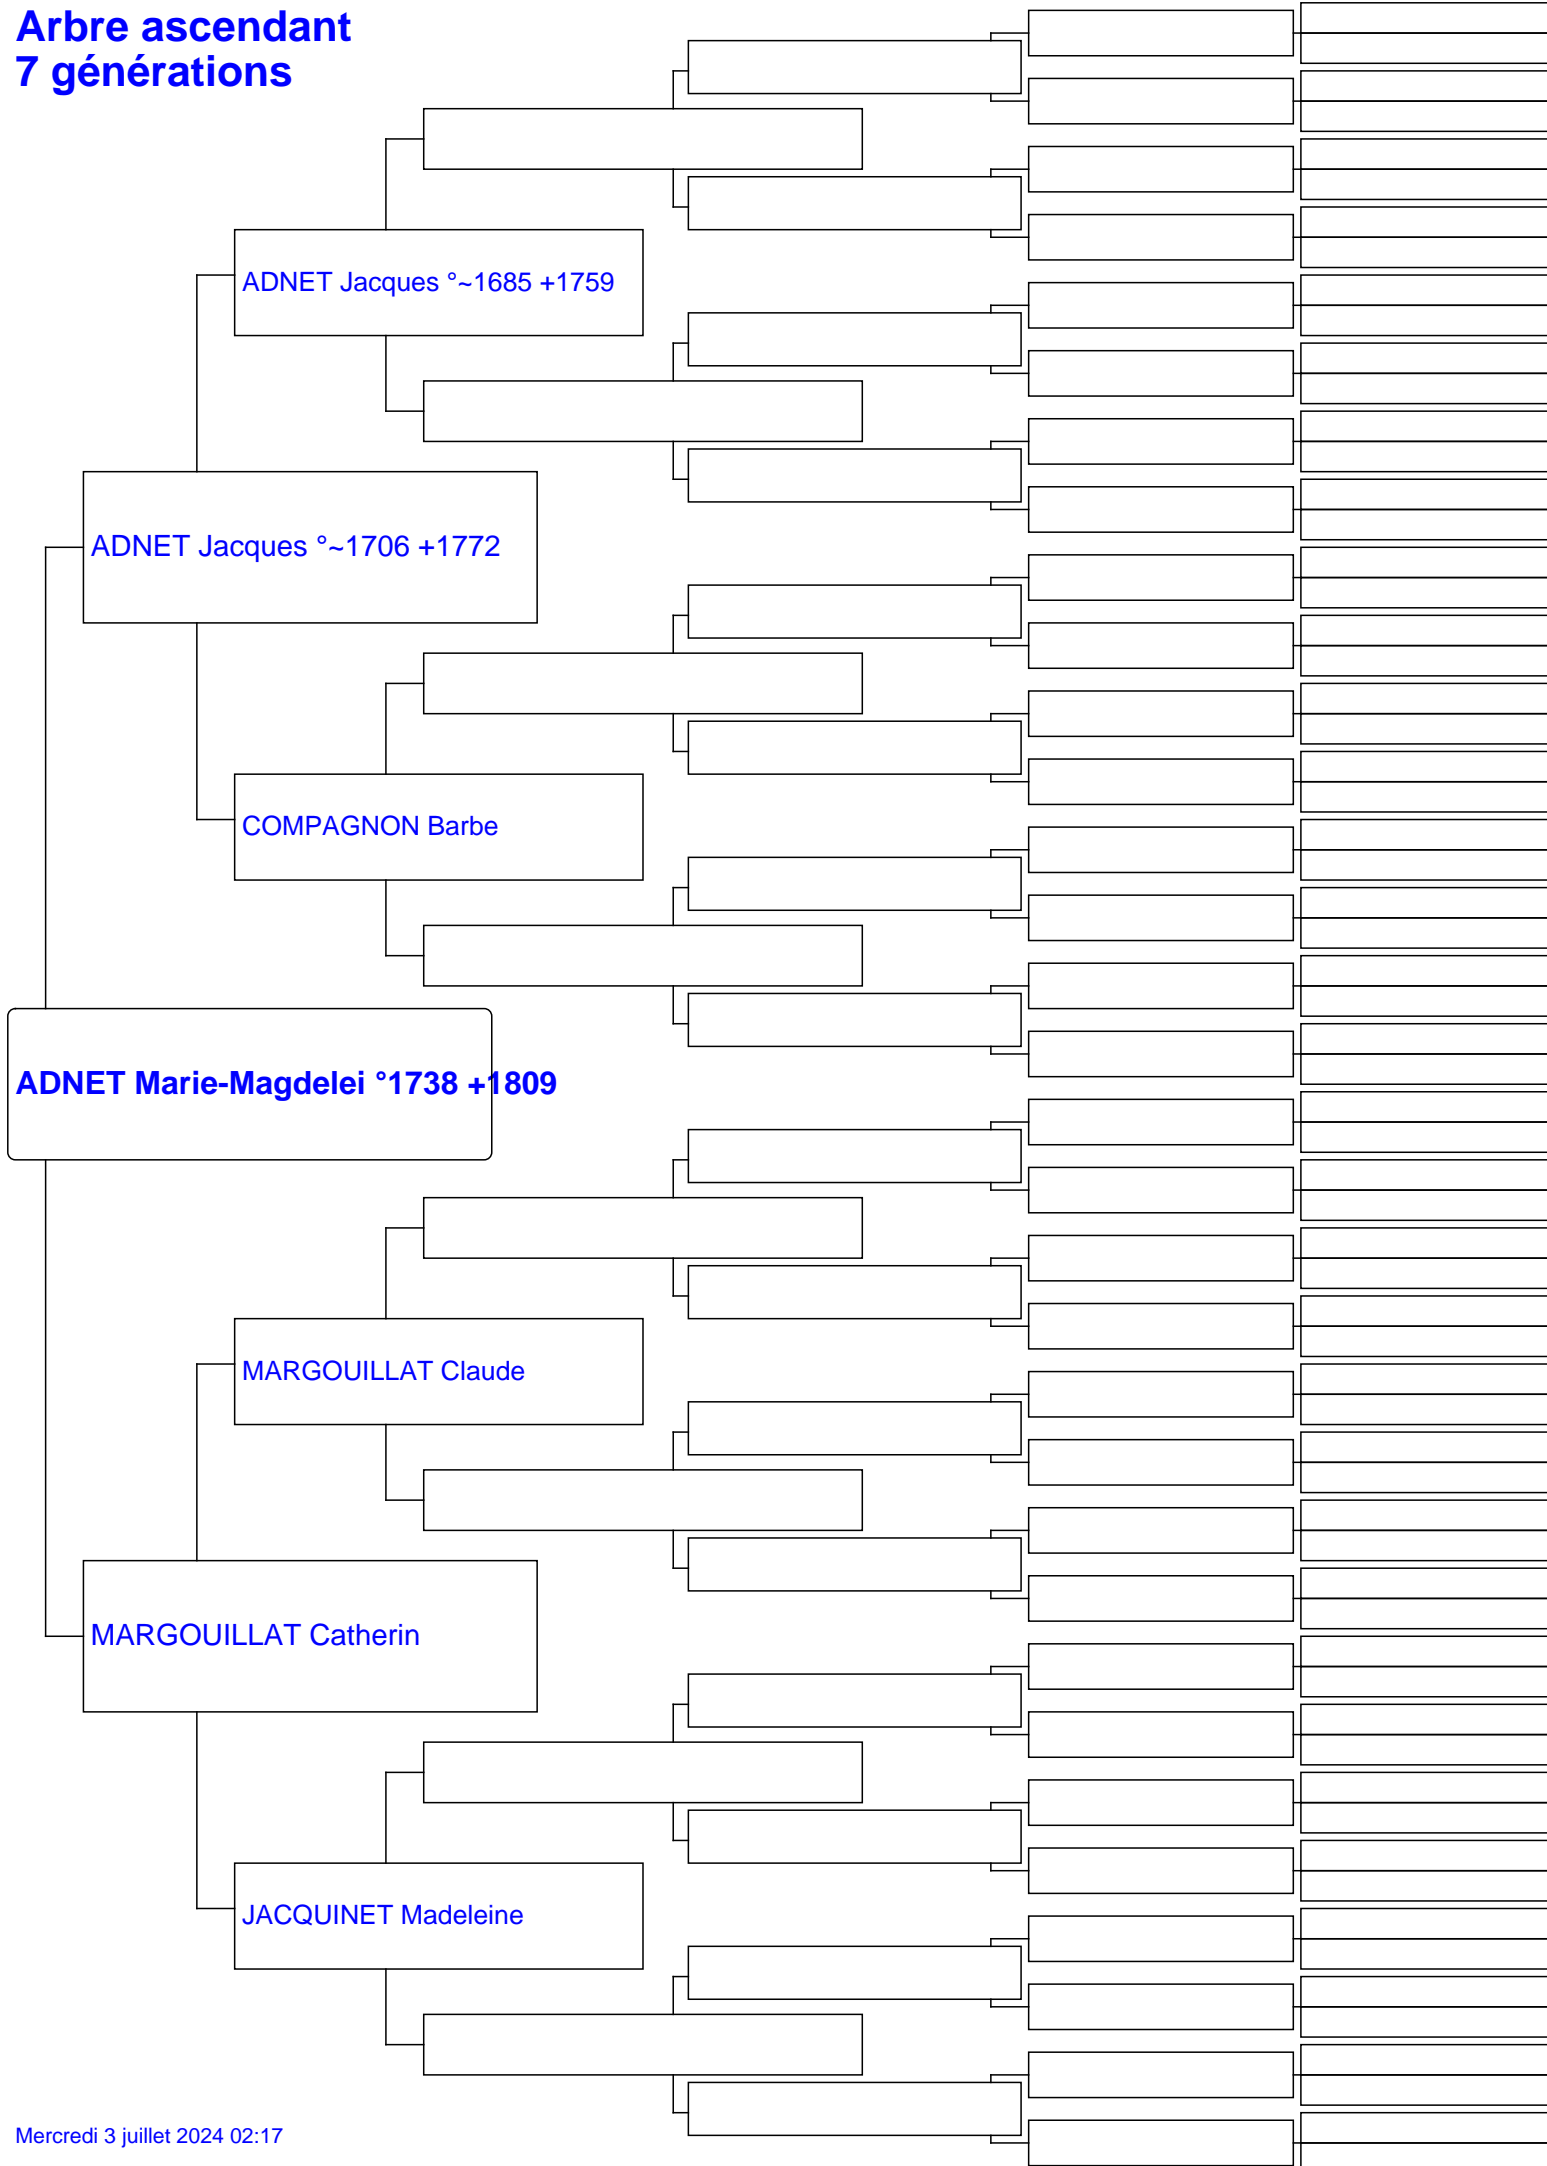 Arbre ascendant
7 générations
ADNET Jacques °~1685 +1759
ADNET Jacques °~1706 +1772
COMPAGNON Barbe
ADNET Marie-Magdelei °1738 +1809
MARGOUILLAT Claude
MARGOUILLAT Catherin
JACQUINET Madeleine
Mercredi 3 juillet 2024 02:17